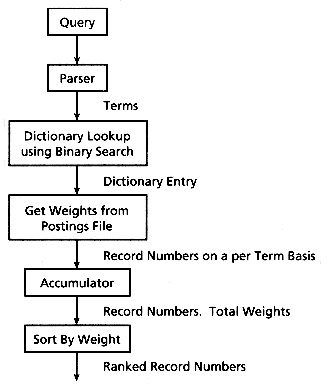 Query
Parser
Terms
Dictionary Lookup
using Binary Search
Dictionary Entry
Get Weights from
Postings File
Record Numbers on a per Term Basis
Accumulator
Record Numbers. Total Weights
Sort By Weight
Ranked Record Numbers